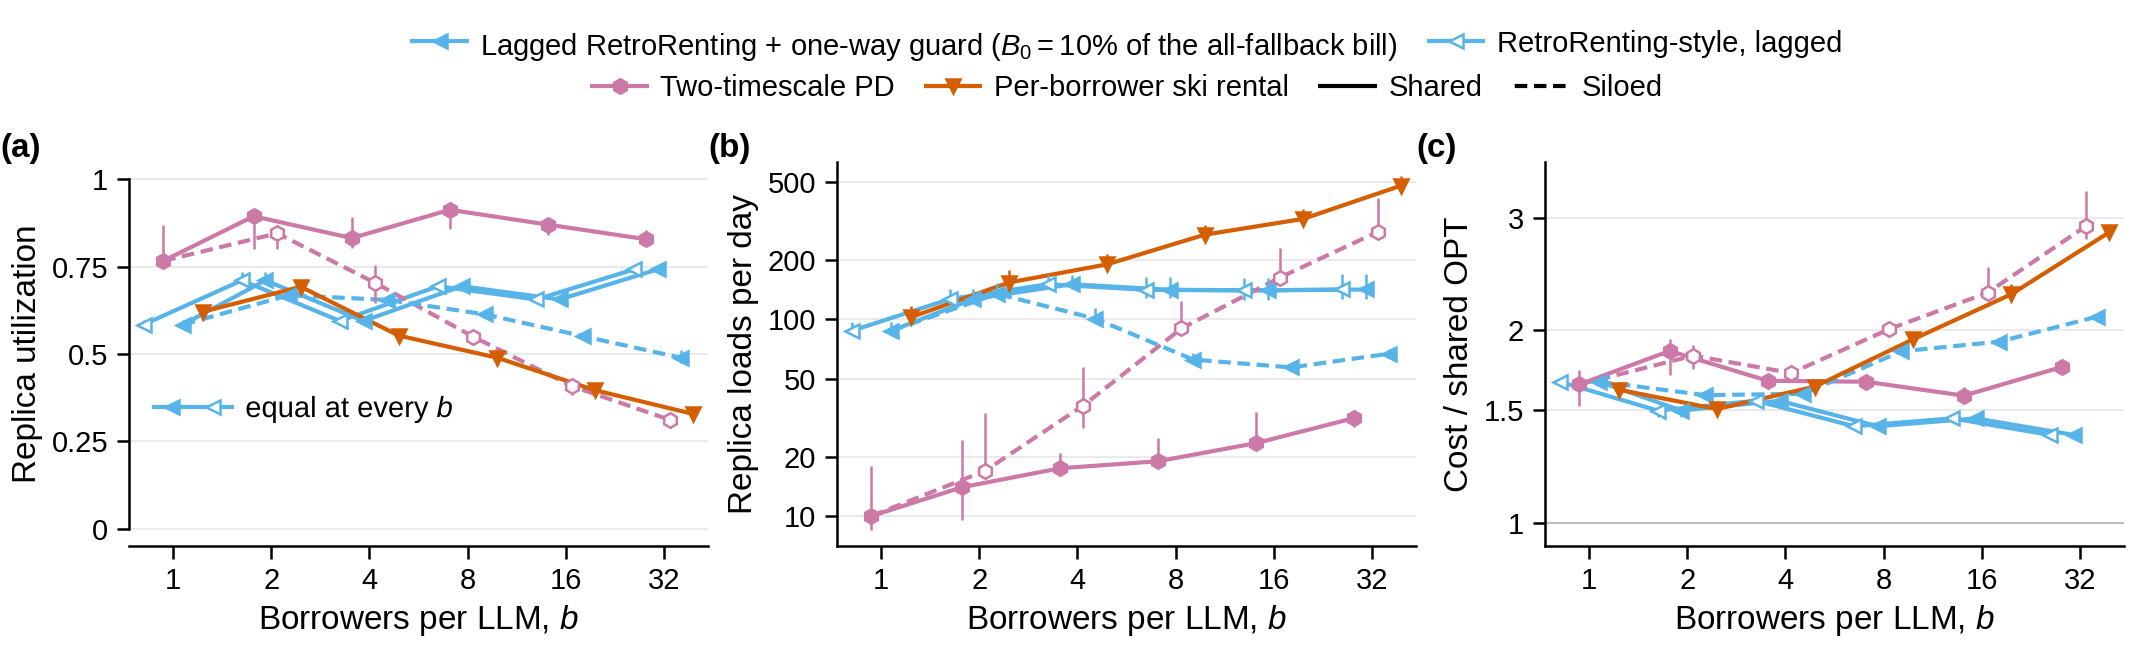 Lagged RetroRenting + one-way guard (B₀ = 10% of the all-fallback bill) RetroRenting-style, lagged
Two-timescale PD Per-borrower ski rental Shared Siloed
(a)
Replica utilization
1
0.75
0.5
0.25
0
equal at every b
1 2 4 8 16 32
Borrowers per LLM, b
(b)
Replica loads per day
500
200
100
50
20
10
1 2 4 8 16 32
Borrowers per LLM, b
(c)
Cost / shared OPT
3
2
1.5
1
1 2 4 8 16 32
Borrowers per LLM, b